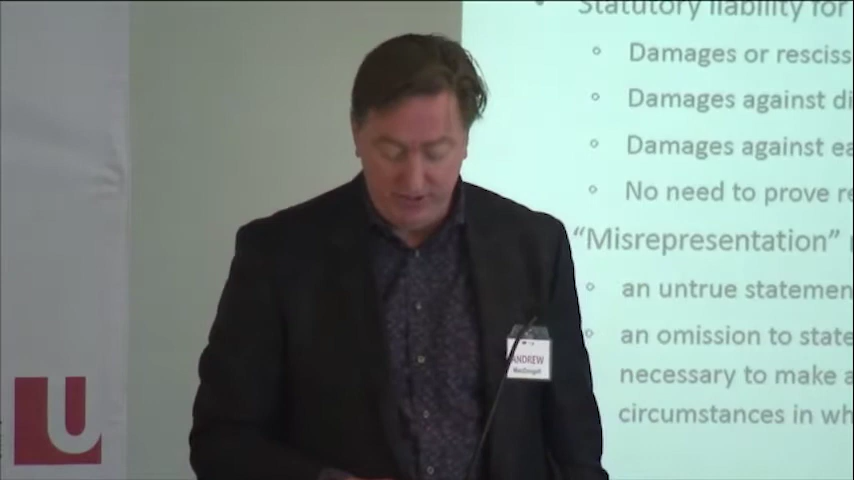 Statutory liability for
Damages or resciss
Damages against di
Damages against ea
No need to prove re
"Misrepresentation"
an untrue statemen
an omission to state
necessary to make a
circumstances in wh
ANDREW
MacDougall
U